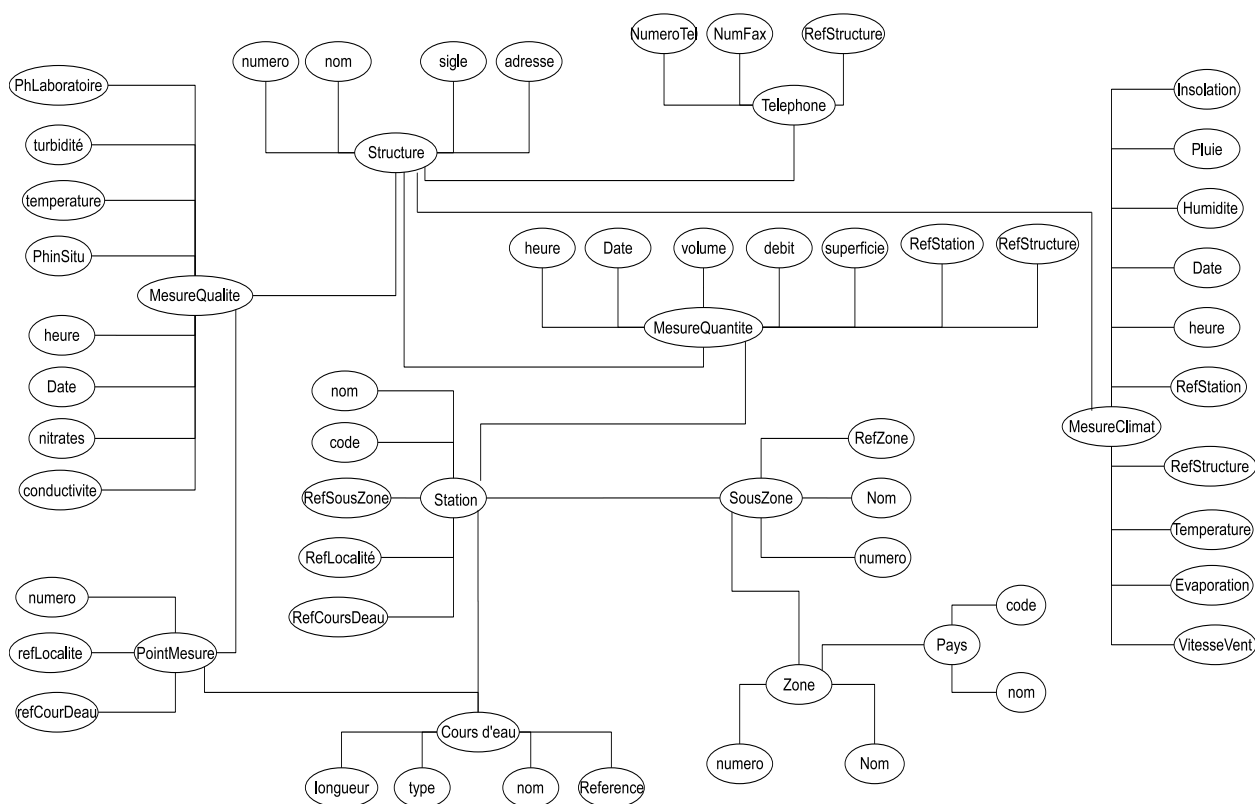 NumeroTel
NumFax
RefStructure
numero
nom
sigle
adresse
PhLaboratoire
Insolation
Telephone
turbidité
Structure
Pluie
temperature
Humidite
heure
Date
volume
debit
superficie
RefStation
RefStructure
PhinSitu
Date
MesureQualite
MesureQuantite
heure
heure
Date
nom
RefStation
nitrates
code
RefZone
MesureClimat
conductivite
RefSousZone
Station
SousZone
Nom
RefStructure
Temperature
RefLocalité
numero
numero
RefCoursDeau
code
Evaporation
refLocalite
PointMesure
Pays
VitesseVent
Zone
nom
refCourDeau
Cours d'eau
numero
Nom
longueur
type
nom
Reference